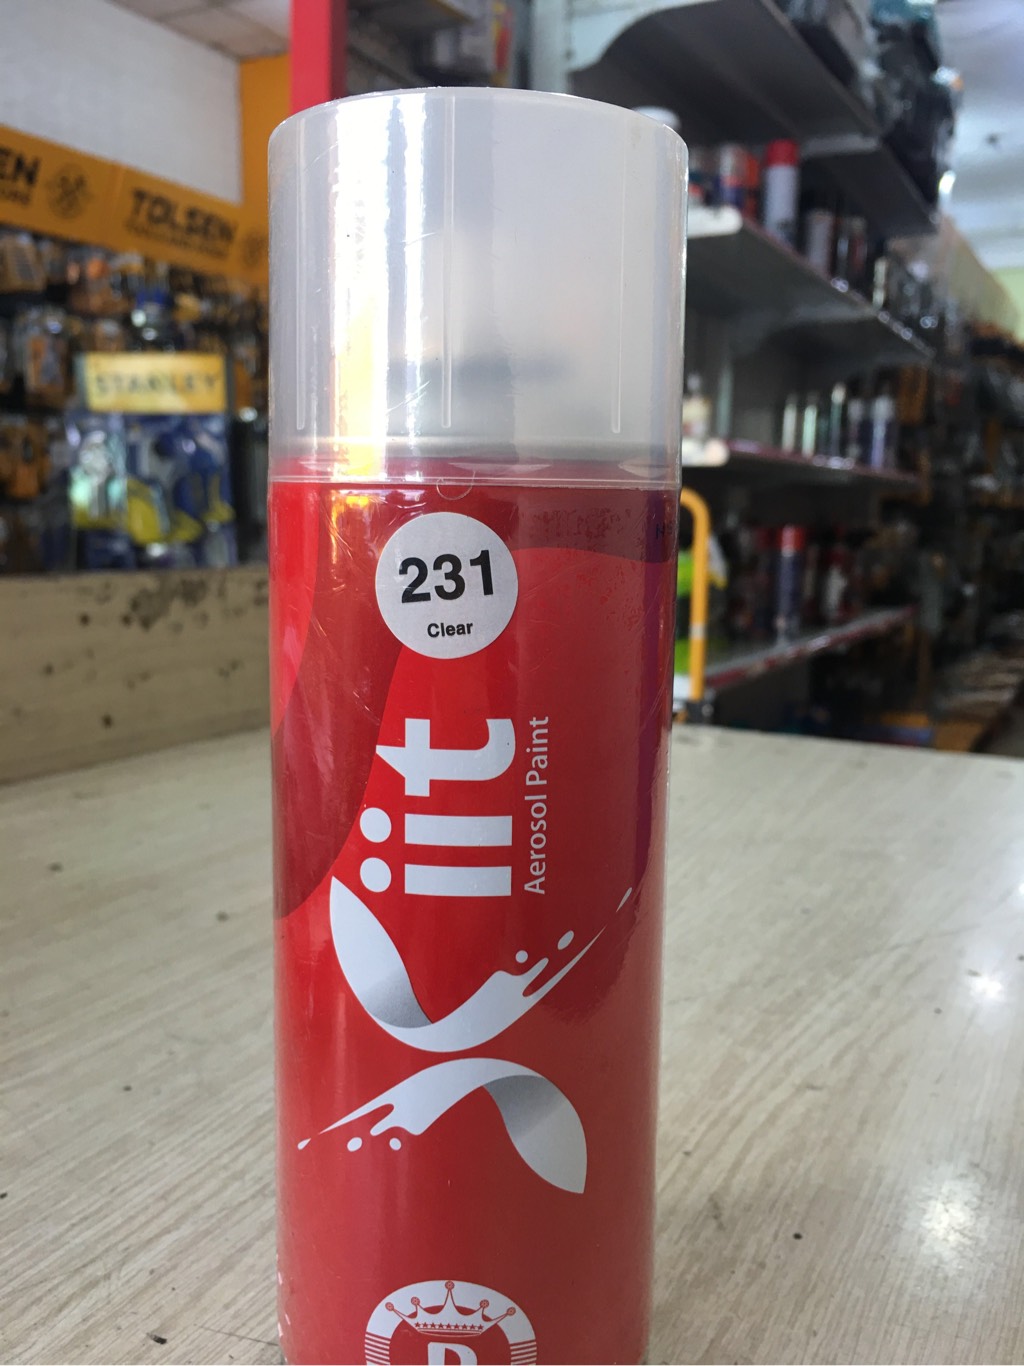 231
Clear
Xiit
Aerosol Paint
TOLSEN
STANLEY